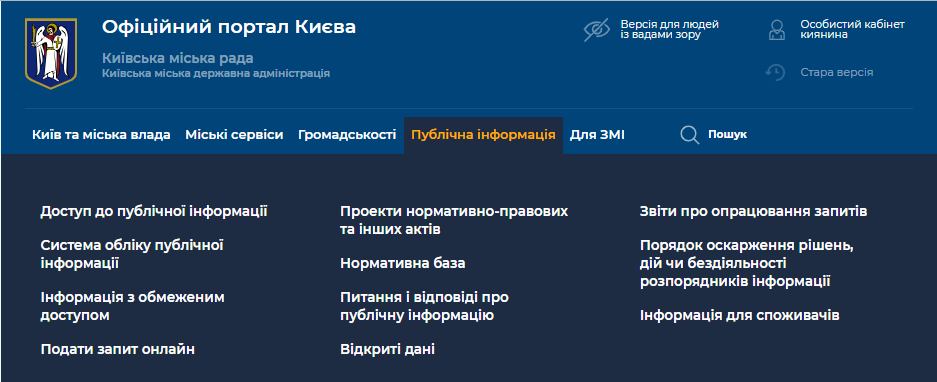 Офіційний портал Києва
Київська міська рада
Київська міська державна адміністрація
Версія для людей
із вадами зору
Особистий кабінет
киянина
Стара версія
Київ та міська влада
Міські сервіси
Громадськості
Публічна інформація
Для ЗМІ
Пошук
Доступ до публічної інформації
Система обліку публічної
інформації
Інформація з обмеженим
доступом
Подати запит онлайн
Проекти нормативно-правових
та інших актів
Нормативна база
Питання і відповіді про
публічну інформацію
Відкриті дані
Звіти про опрацювання запитів
Порядок оскарження рішень,
дій чи бездіяльності
розпорядників інформації
Інформація для споживачів